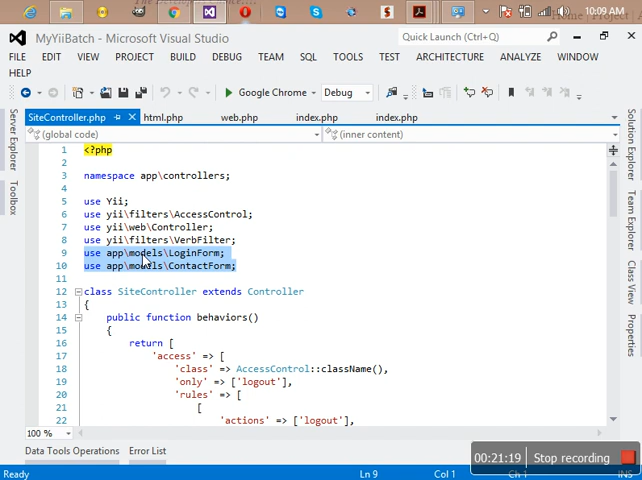 10:09 AM
Home | Project | A
MyYiiBatch - Microsoft Visual Studio
Quick Launch (Ctrl+Q)
FILE EDIT VIEW PROJECT BUILD DEBUG TEAM SQL TOOLS TEST ARCHITECTURE ANALYZE WINDOW
HELP
Google Chrome Debug
SiteController.php html.php web.php index.php index.php
(global code) (inner content)
Server Explorer
Toolbox
Solution Explorer
Team Explorer
Class View
Properties
1 <?php
2
3 namespace app\controllers;
4
5 use Yii;
6 use yii\filters\AccessControl;
7 use yii\web\Controller;
8 use yii\filters\VerbFilter;
9 use app\models\LoginForm;
10 use app\models\ContactForm;
11
12 class SiteController extends Controller
13 {
14 public function behaviors()
15 {
16 return [
17 'access' => [
18 'class' => AccessControl::className(),
19 'only' => ['logout'],
20 'rules' => [
21 [
22 'actions' => ['logout'],
100 %
Data Tools Operations Error List
00:21:19 Stop recording
Ready Ln 9 Col 1 Ch 1 INS